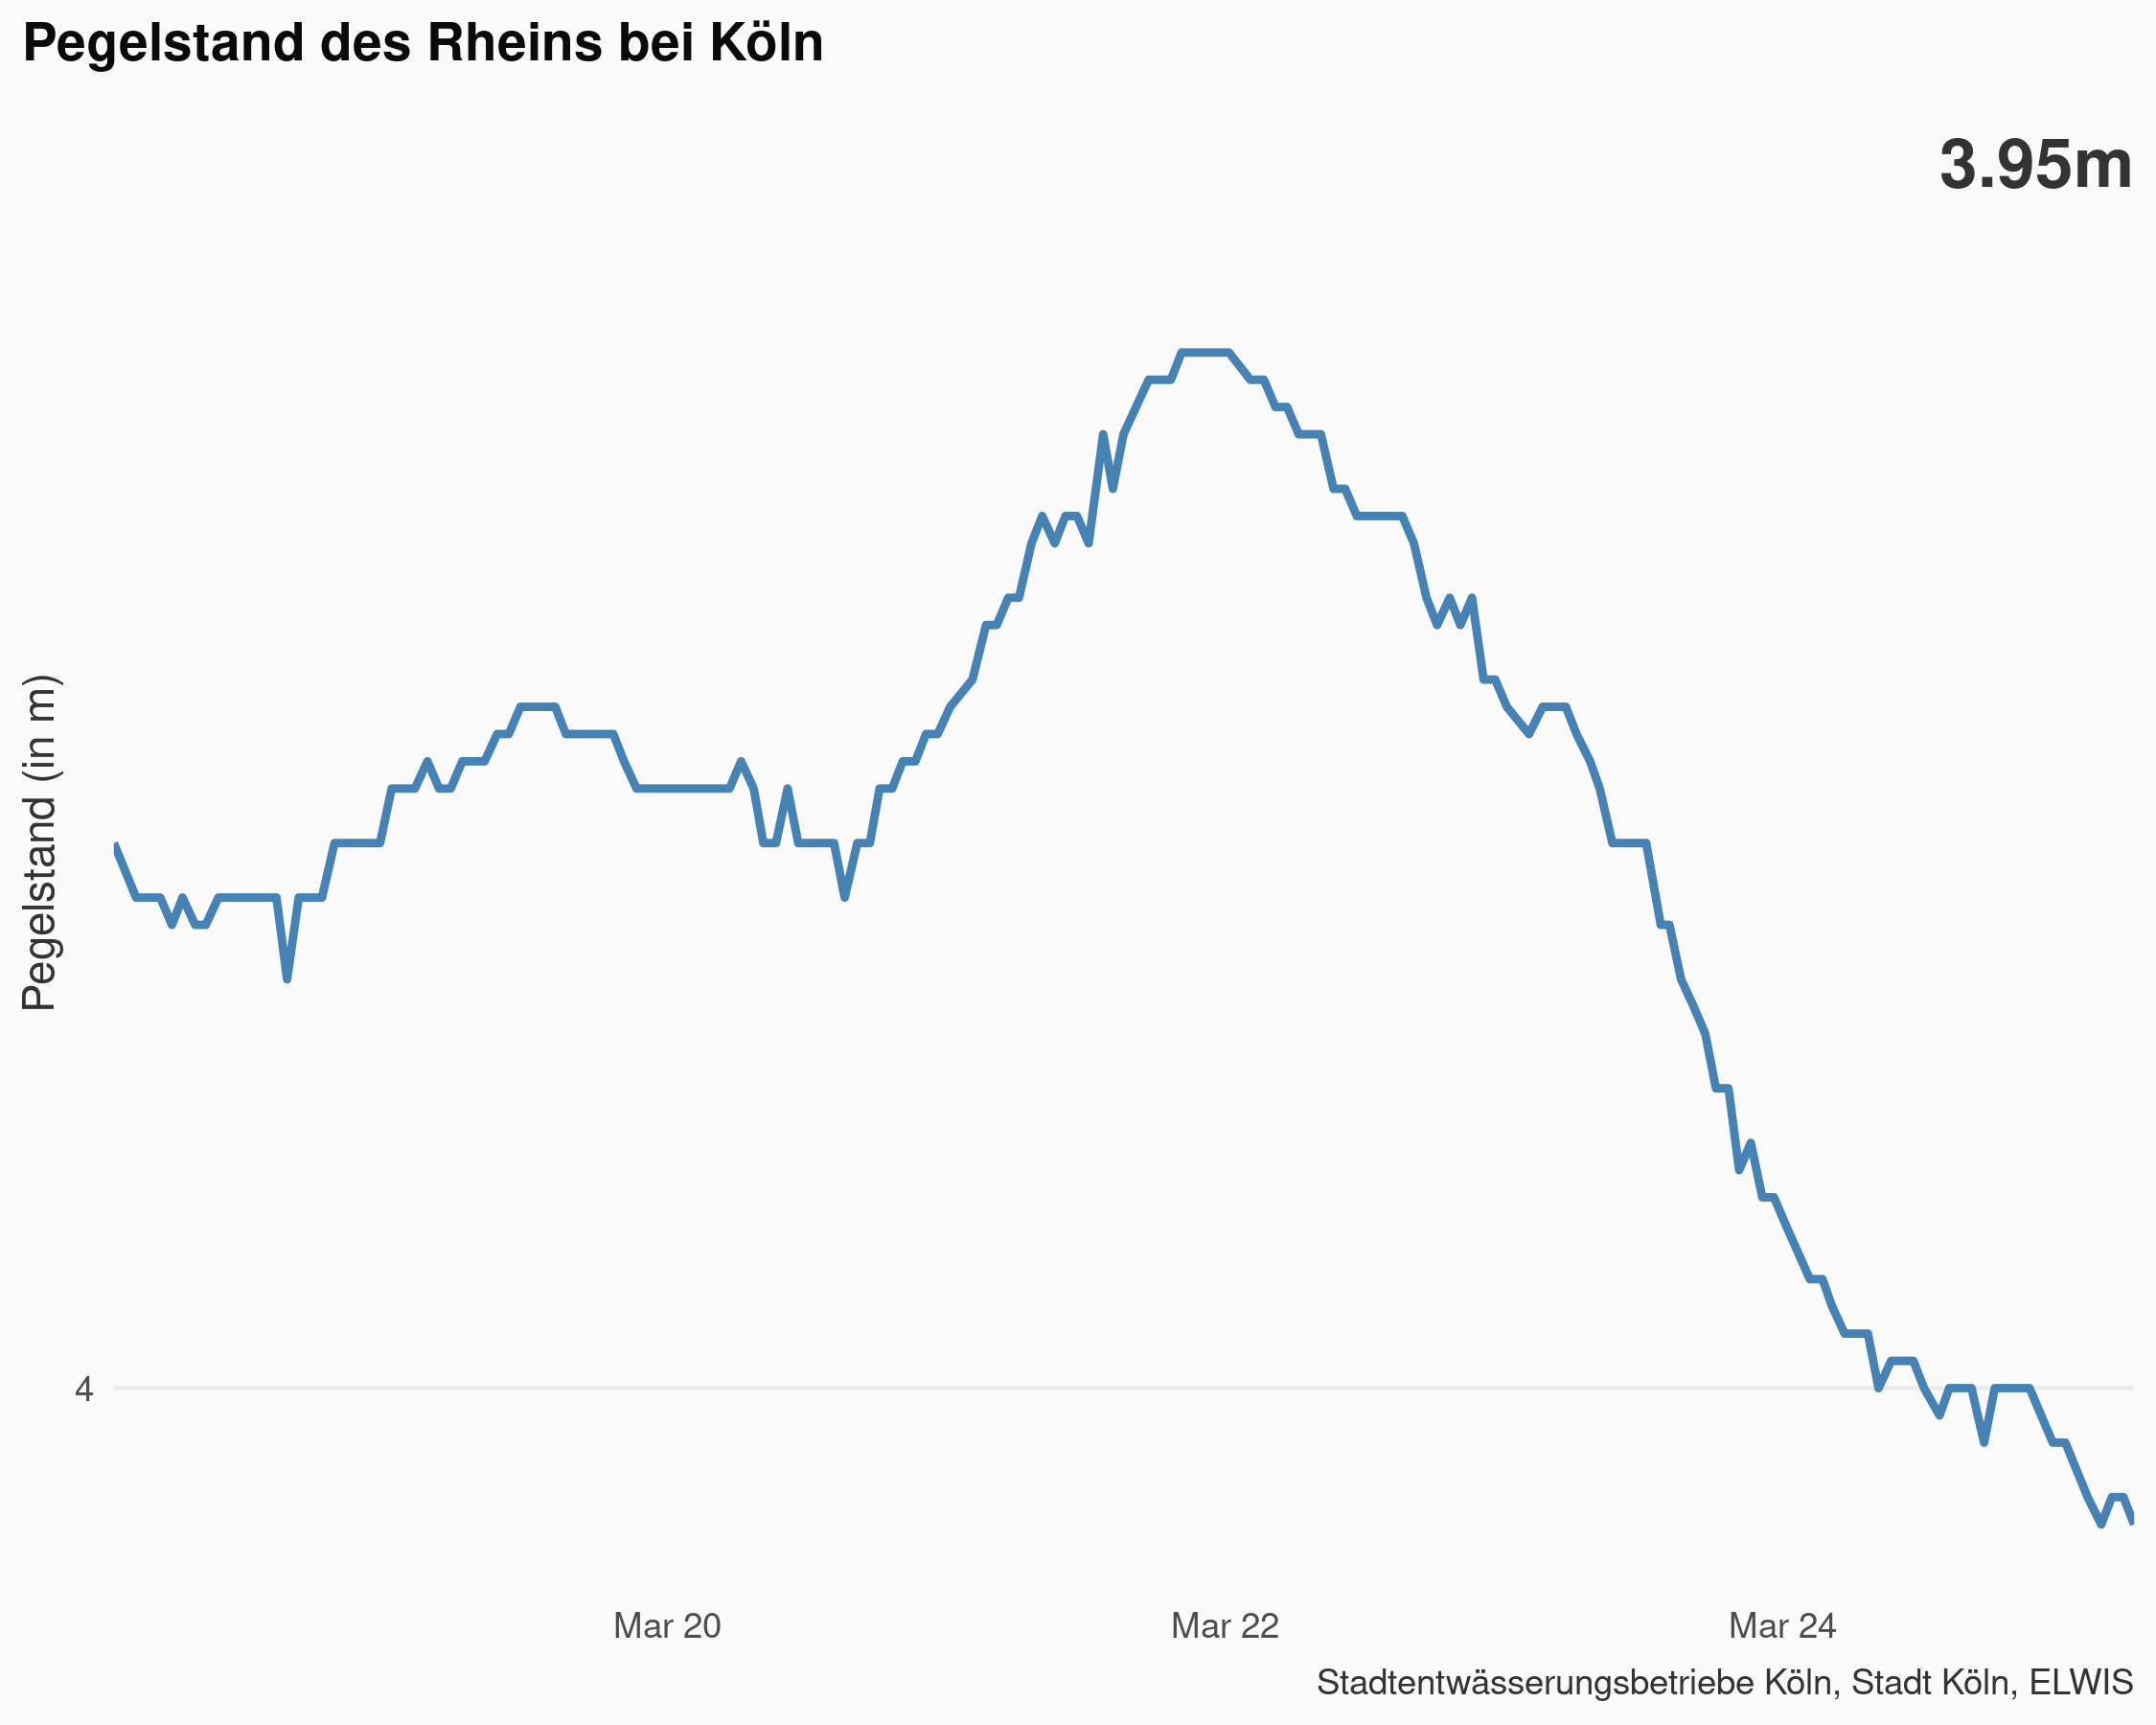 Pegelstand des Rheins bei Köln
3.95m
Pegelstand (in m)
4
Mar 20
Mar 22
Mar 24
Stadtentwässerungsbetriebe Köln, Stadt Köln, ELWIS